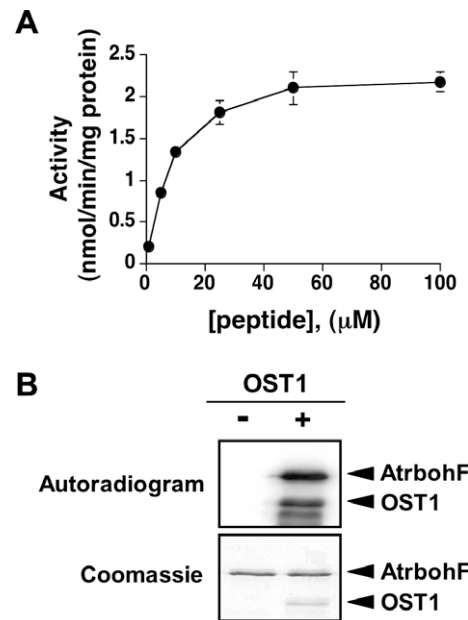 A
Activity
(nmol/min/mg protein)
2.5
2
1.5
1
0.5
0
0 20 40 60 80 100
[peptide], (μM)
B
OST1
- +
Autoradiogram
AtrbohF
OST1
Coomassie
AtrbohF
OST1